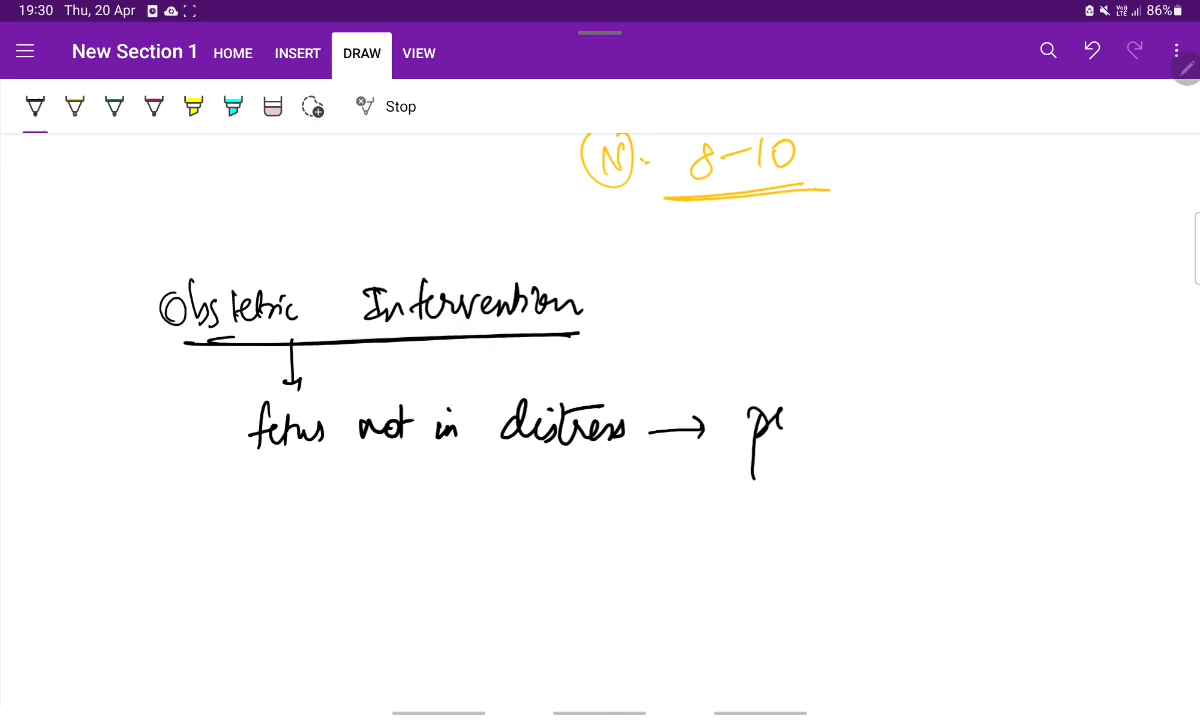 19:30 Thu, 20 Apr 86%
New Section 1 HOME INSERT DRAW VIEW
Stop
(N). 8-10
Obstetric Intervention
fetus not in distress →